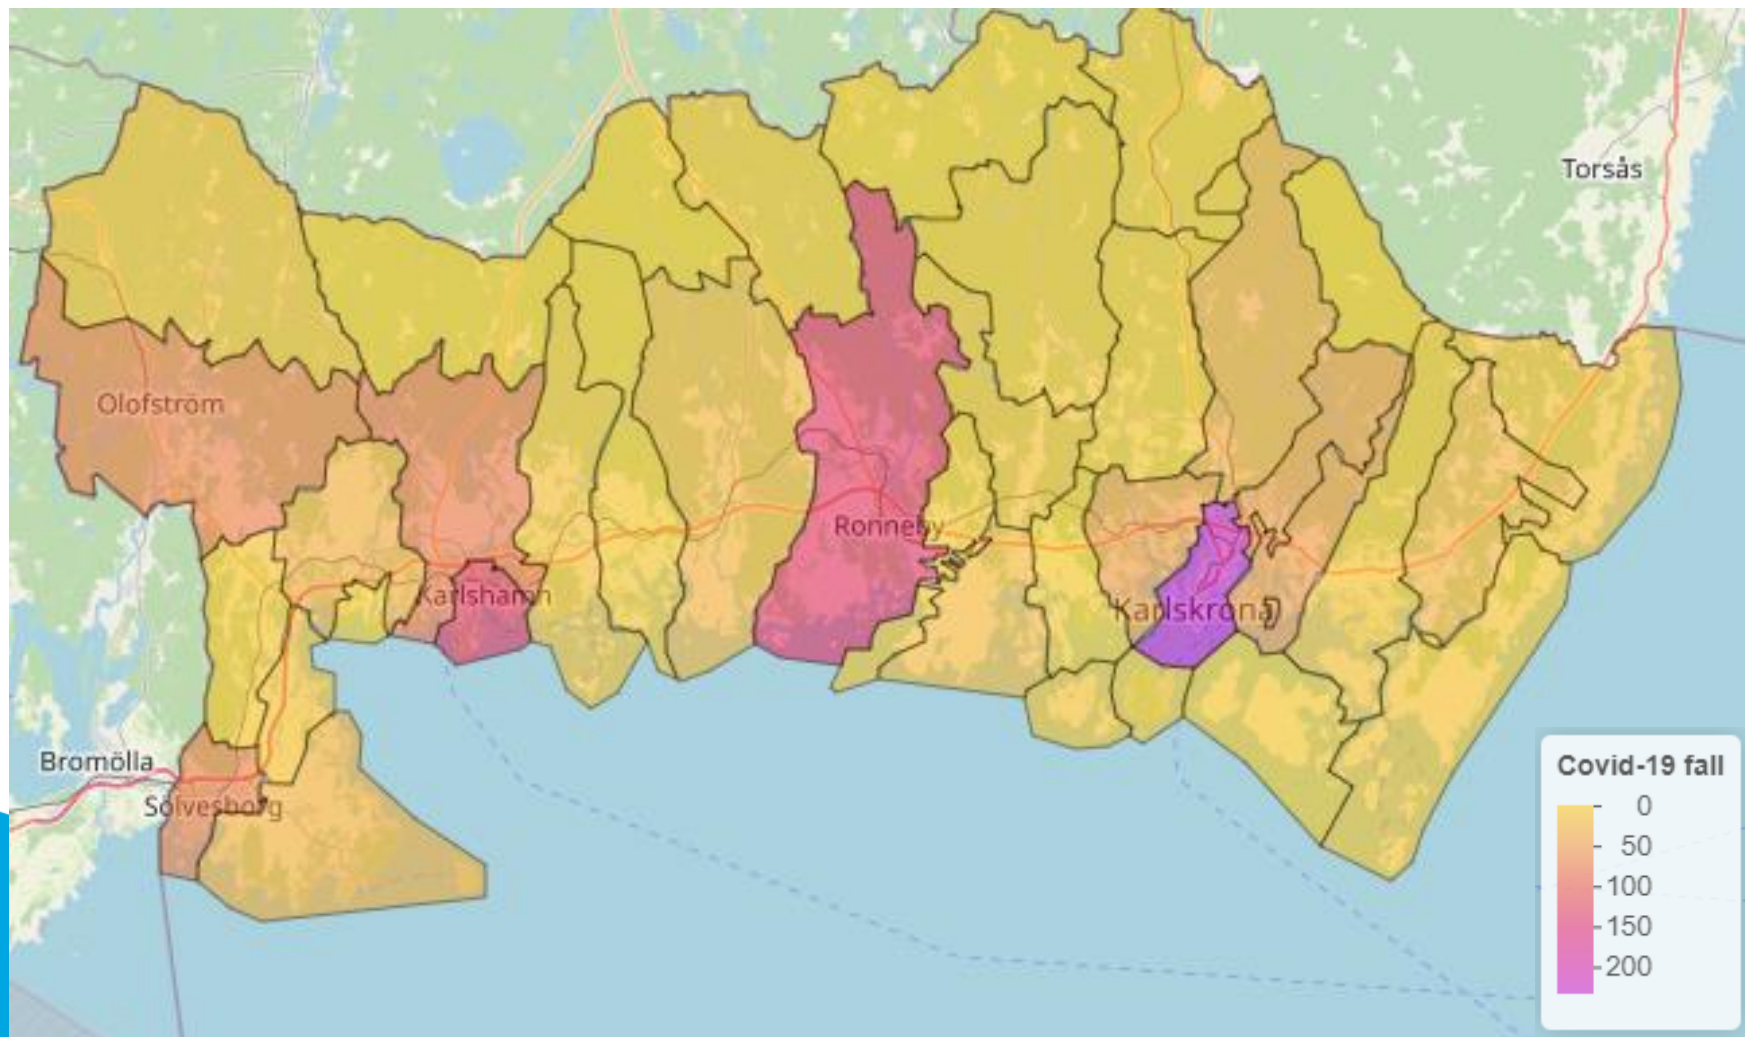 Torsås
Olofström
Ronneby
Karlshamn
Karlskrona
Bromölla
Sölvesborg
Covid-19 fall
0
50
100
150
200